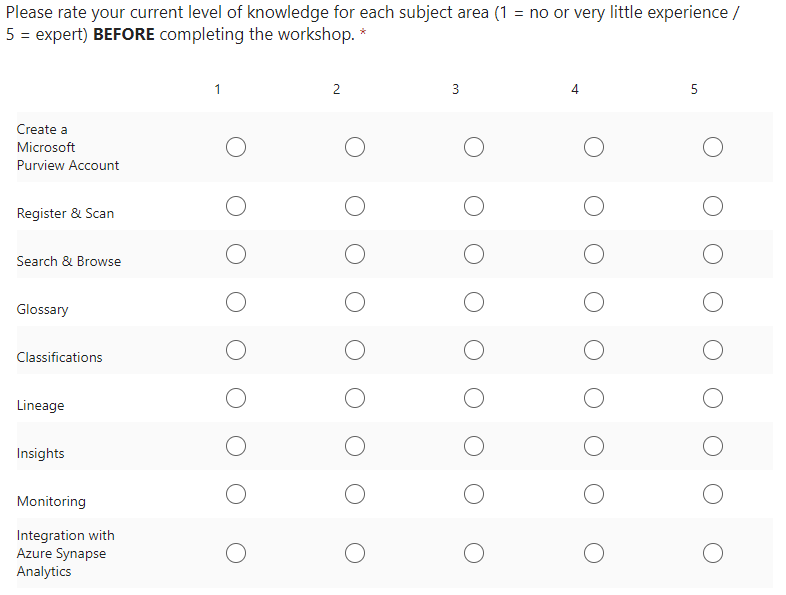 Please rate your current level of knowledge for each subject area (1 = no or very little experience /
5 = expert) BEFORE completing the workshop. *
1 2 3 4 5
Create a
Microsoft
Purview Account
Register & Scan
Search & Browse
Glossary
Classifications
Lineage
Insights
Monitoring
Integration with
Azure Synapse
Analytics